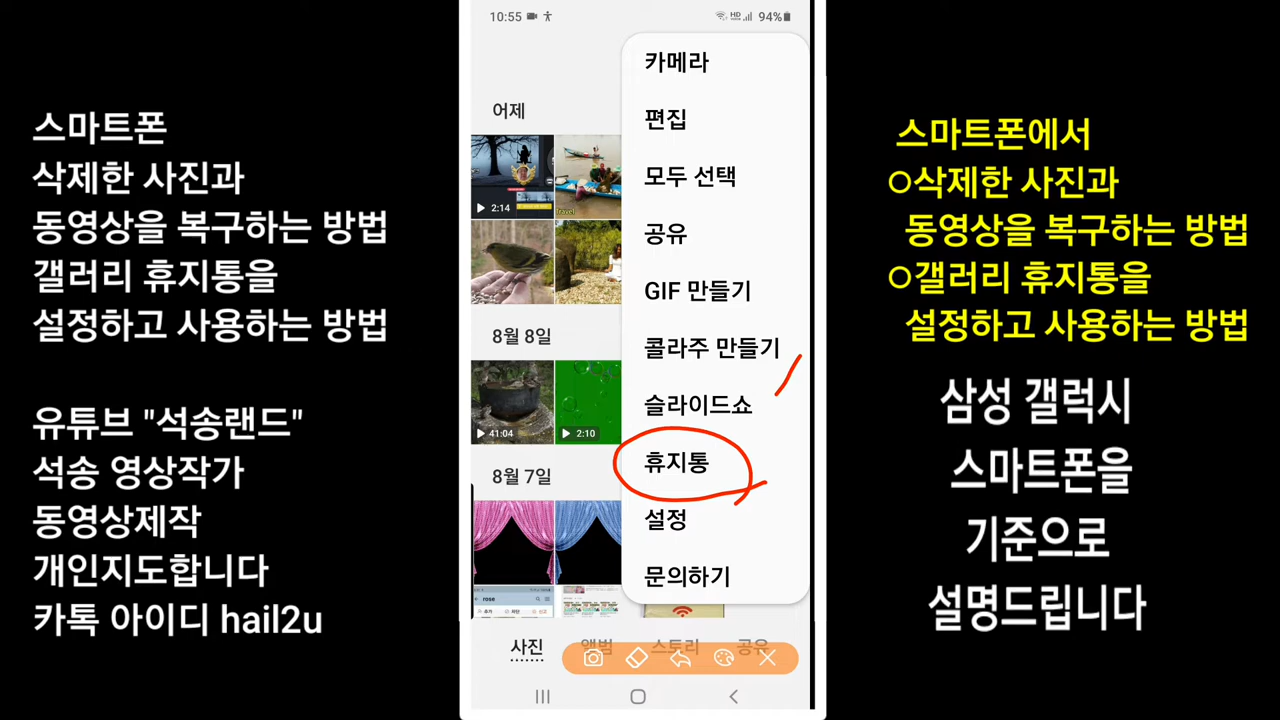 스마트폰
삭제한 사진과
동영상을 복구하는 방법
갤러리 휴지통을
설정하고 사용하는 방법
유튜브 "석송랜드"
석송 영상작가
동영상제작
개인지도합니다
카톡 아이디 hail2u
10:55
HD
94%
어제
2:14
travel
8월 8일
41:04
2:10
8월 7일
rose
카메라
편집
모두 선택
공유
GIF 만들기
콜라주 만들기
슬라이드쇼
휴지통
설정
문의하기
사진
앨범
스토리
공유
스마트폰에서
○삭제한 사진과
동영상을 복구하는 방법
○갤러리 휴지통을
설정하고 사용하는 방법
삼성 갤럭시
스마트폰을
기준으로
설명드립니다